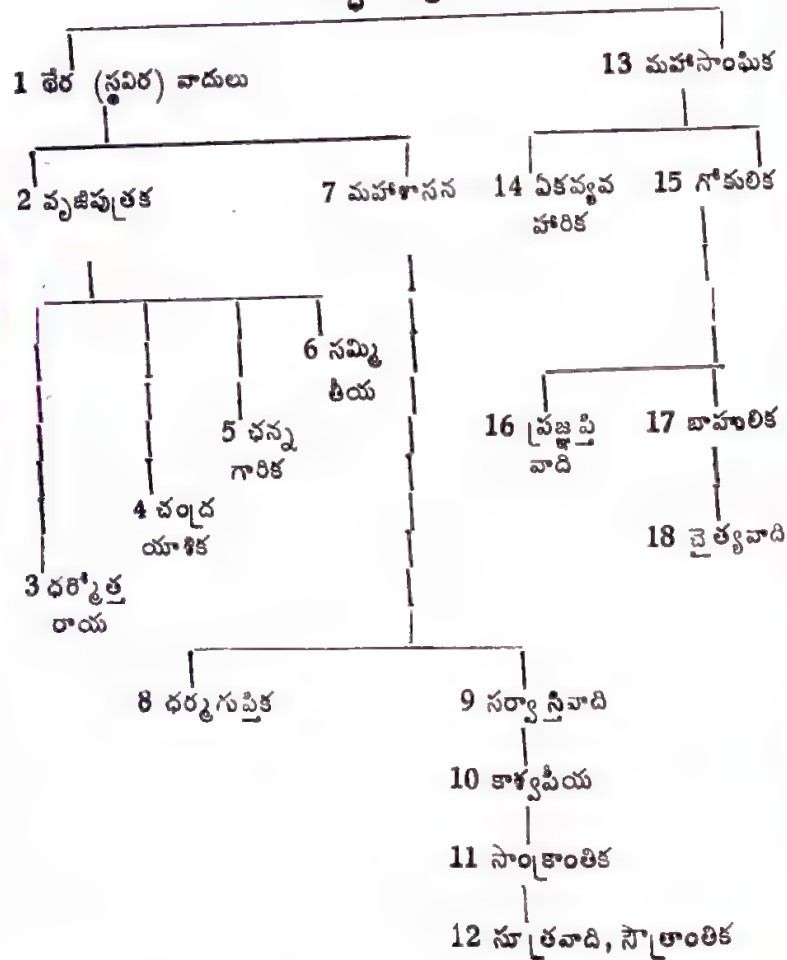 1 థేర (స్థవిర) వాదులు
13 మహాసాంఘిక
2 వృజిపుత్రక
7 మహాశాసన
14 ఏకవ్యవ
హారిక
15 గోకులిక
6 సమ్మి
తీయ
5 ఛన్న
గారిక
16 ప్రజ్ఞప్తి
వాది
17 బాహులిక
4 చంద్ర
యాశిక
18 చైత్యవాది
3 ధర్మోత్త
రాయ
8 ధర్మగుప్తిక
9 సర్వాస్తివాది
10 కాశ్వపీయ
11 సాంక్రాంతిక
12 సూత్రవాది, సౌత్రాంతిక